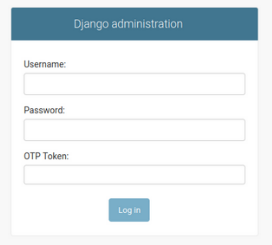 Django administration
Username:
Password:
OTP Token:
Log in